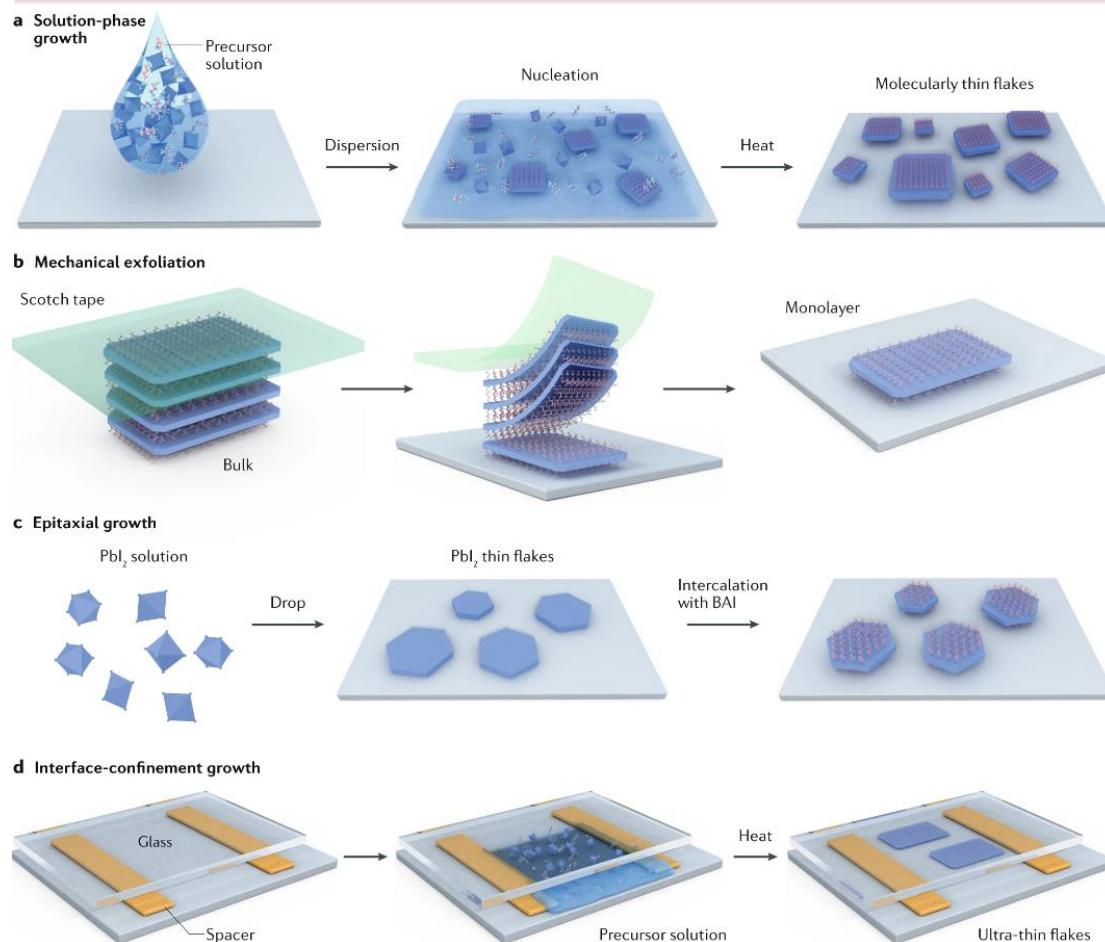 a Solution-phase
growth
Precursor
solution
Dispersion
Nucleation
Heat
Molecularly thin flakes
b Mechanical exfoliation
Scotch tape
Bulk
Monolayer
c Epitaxial growth
PbI₂ solution
Drop
PbI₂ thin flakes
Intercalation
with BAI
d Interface-confinement growth
Glass
Spacer
Precursor solution
Heat
Ultra-thin flakes